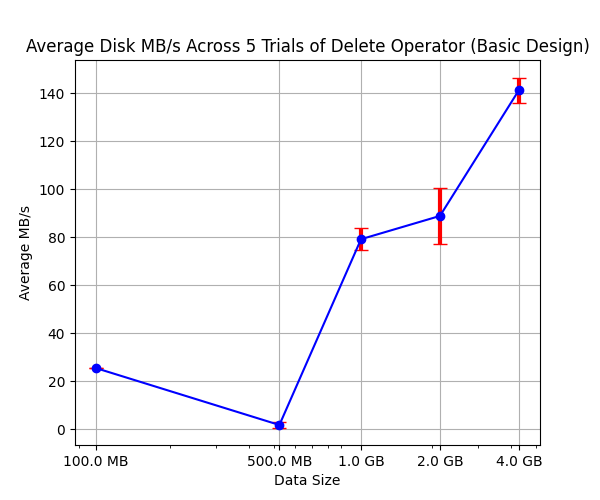 Average Disk MB/s Across 5 Trials of Delete Operator (Basic Design)
Average MB/s
140
120
100
80
60
40
20
0
100.0 MB 500.0 MB 1.0 GB 2.0 GB 4.0 GB
Data Size